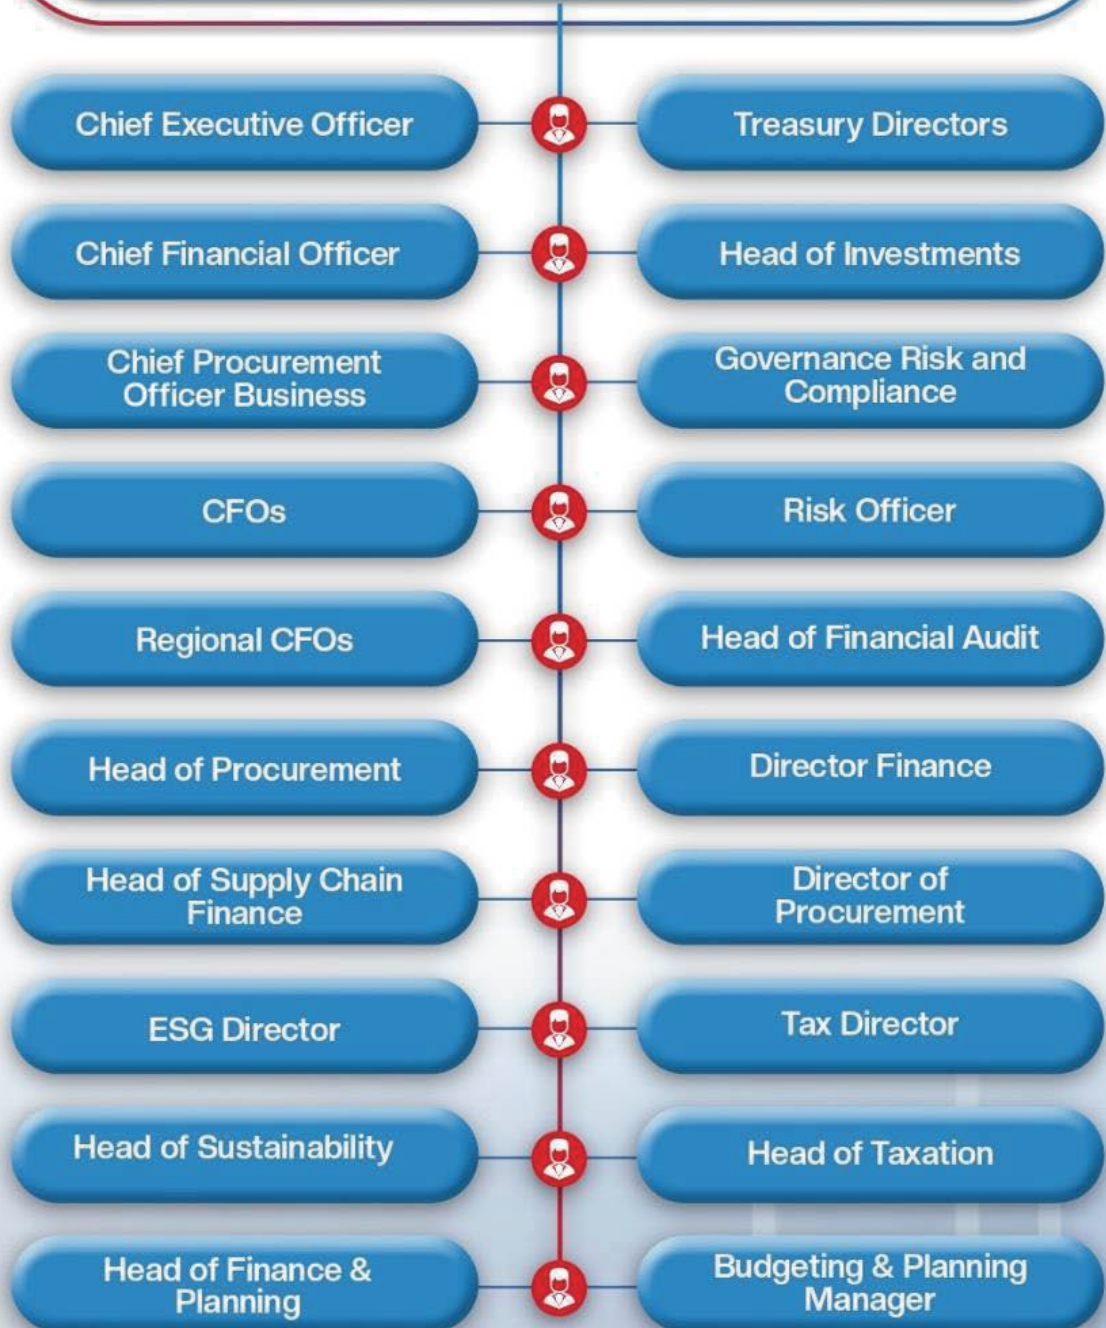 Chief Executive Officer
Treasury Directors
Chief Financial Officer
Head of Investments
Chief Procurement
Officer Business
Governance Risk and
Compliance
CFOs
Risk Officer
Regional CFOs
Head of Financial Audit
Head of Procurement
Director Finance
Head of Supply Chain
Finance
Director of
Procurement
ESG Director
Tax Director
Head of Sustainability
Head of Taxation
Head of Finance &
Planning
Budgeting & Planning
Manager